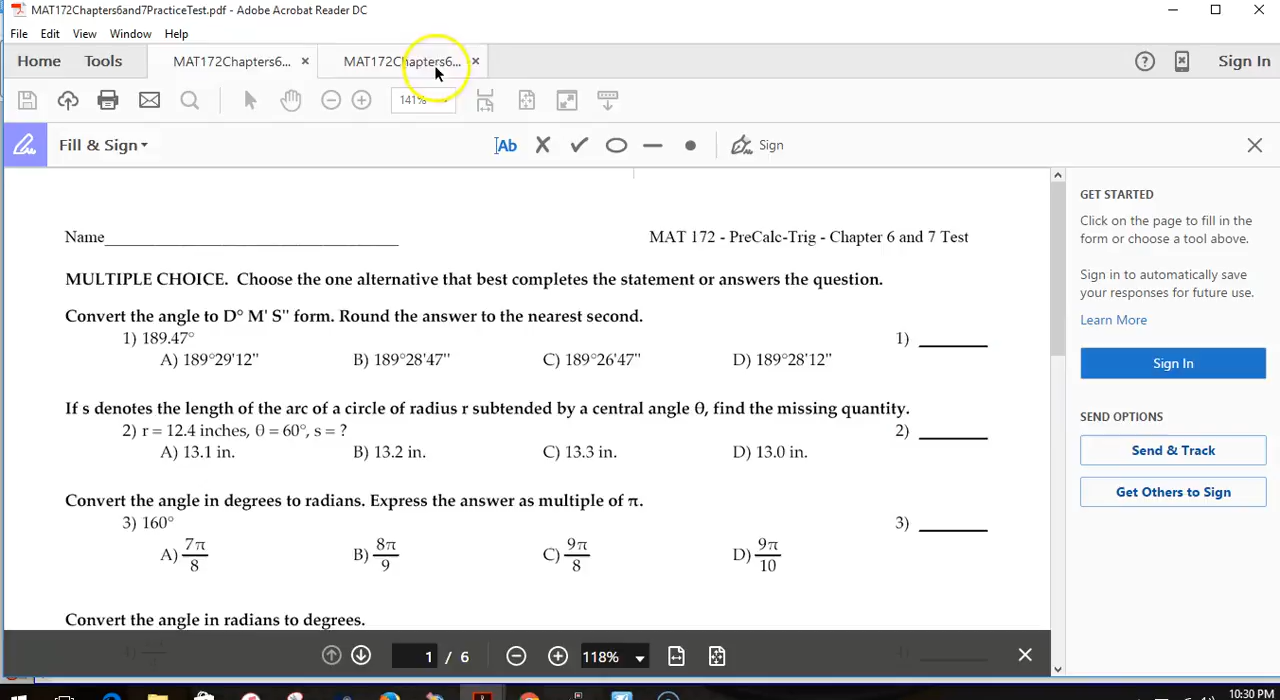 MAT172Chapters6and7PracticeTest.pdf - Adobe Acrobat Reader DC
File Edit View Window Help
Home Tools MAT172Chapters6... × MAT172Chapters6... × Sign In
141%
Fill & Sign Ab Sign
Name MAT 172 - PreCalc-Trig - Chapter 6 and 7 Test
MULTIPLE CHOICE. Choose the one alternative that best completes the statement or answers the question.
Convert the angle to D° M' S" form. Round the answer to the nearest second.
1) 189.47° 1)
A) 189°29'12" B) 189°28'47" C) 189°26'47" D) 189°28'12"
If s denotes the length of the arc of a circle of radius r subtended by a central angle θ, find the missing quantity.
2) r = 12.4 inches, θ = 60°, s = ? 2)
A) 13.1 in. B) 13.2 in. C) 13.3 in. D) 13.0 in.
Convert the angle in degrees to radians. Express the answer as multiple of π.
3) 160° 3)
A) 7π/8 B) 8π/9 C) 9π/8 D) 9π/10
Convert the angle in radians to degrees.
1 / 6 118%
GET STARTED
Click on the page to fill in the
form or choose a tool above.
Sign in to automatically save
your responses for future use.
Learn More
Sign In
SEND OPTIONS
Send & Track
Get Others to Sign
10:30 PM